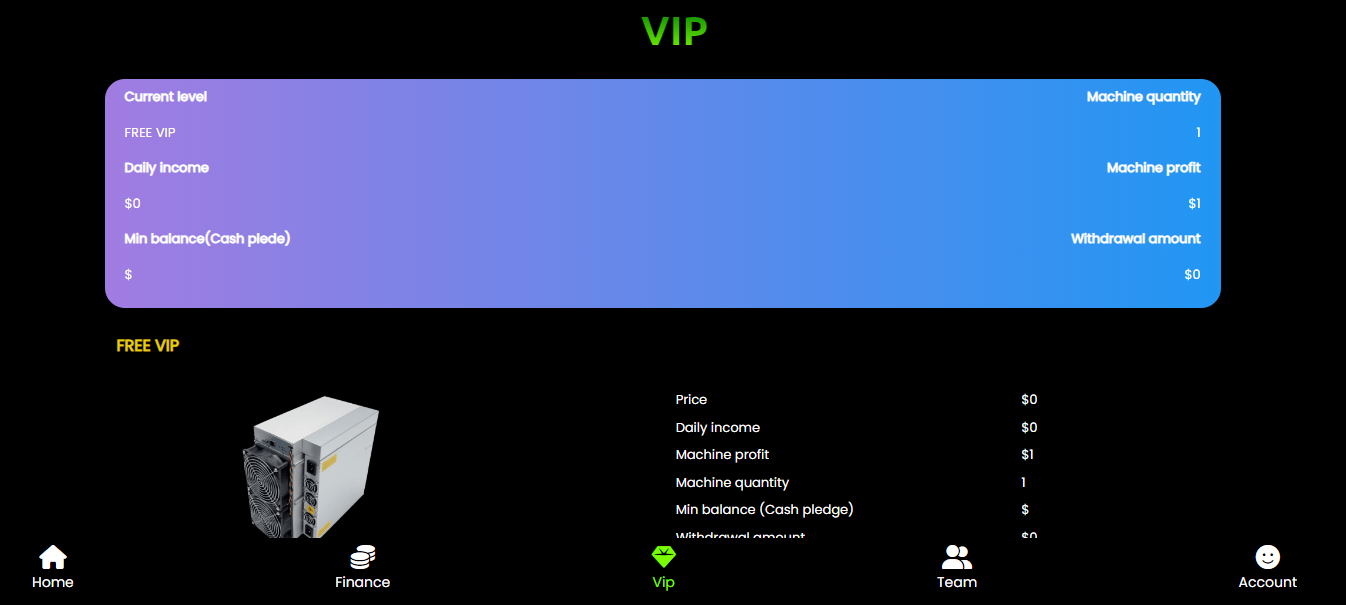 VIP
Current level Machine quantity
FREE VIP 1
Daily income Machine profit
$0 $1
Min balance(Cash plede) Withdrawal amount
$ $0
FREE VIP
Price $0
Daily income $0
Machine profit $1
Machine quantity 1
Min balance (Cash pledge) $
Withdrawal amount $0
Home Finance Vip Team Account